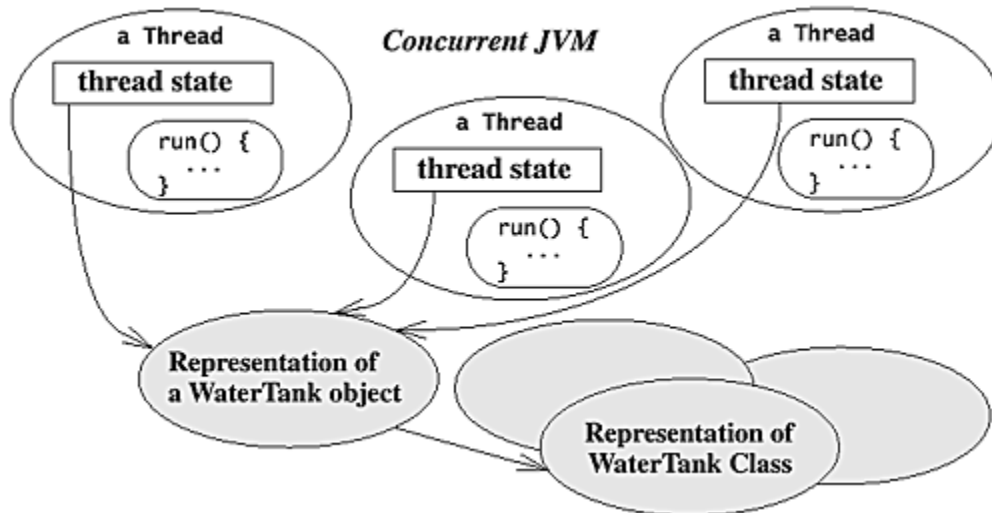 a Thread
thread state
run() {
...
}
Concurrent JVM
a Thread
thread state
run() {
...
}
a Thread
thread state
run() {
...
}
Representation of
a WaterTank object
Representation of
WaterTank Class